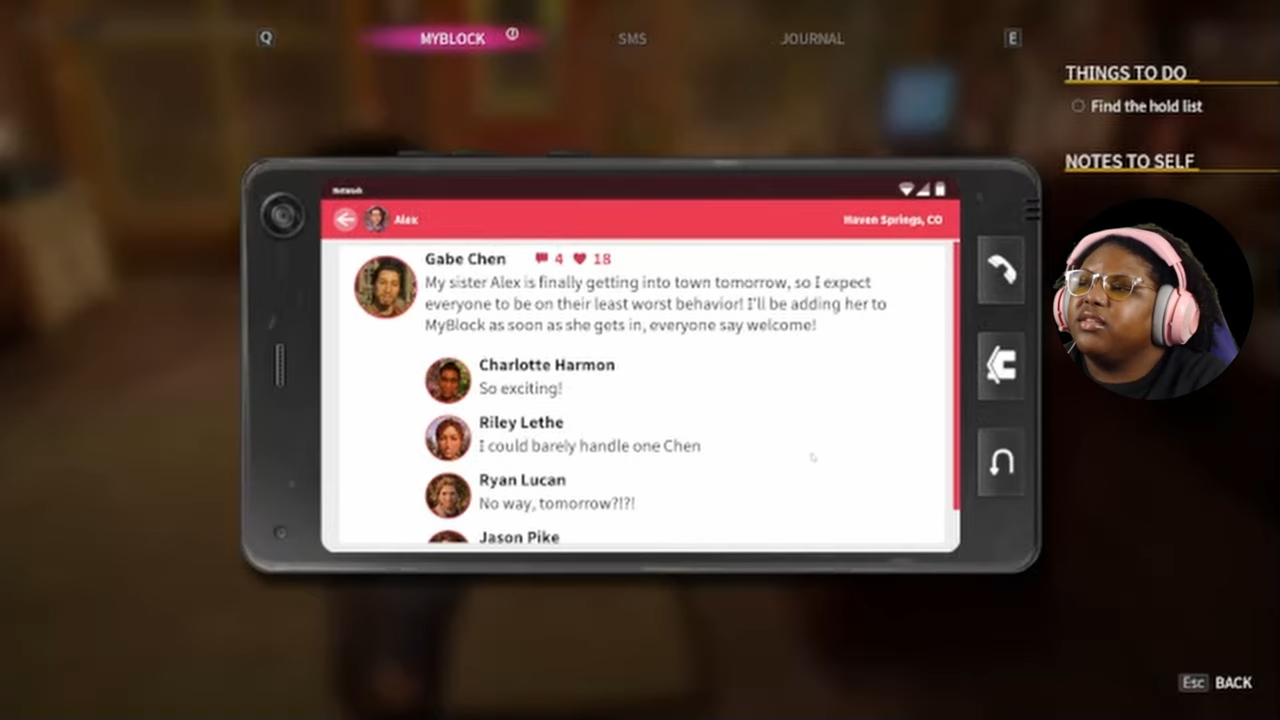 Q
MYBLOCK
SMS
JOURNAL
E
THINGS TO DO
Find the hold list
NOTES TO SELF
Network
Alex
Haven Springs, CO
Gabe Chen 4 18
My sister Alex is finally getting into town tomorrow, so I expect
everyone to be on their least worst behavior! I'll be adding her to
MyBlock as soon as she gets in, everyone say welcome!
Charlotte Harmon
So exciting!
Riley Lethe
I could barely handle one Chen
Ryan Lucan
No way, tomorrow?!?!
Jason Pike
Esc BACK